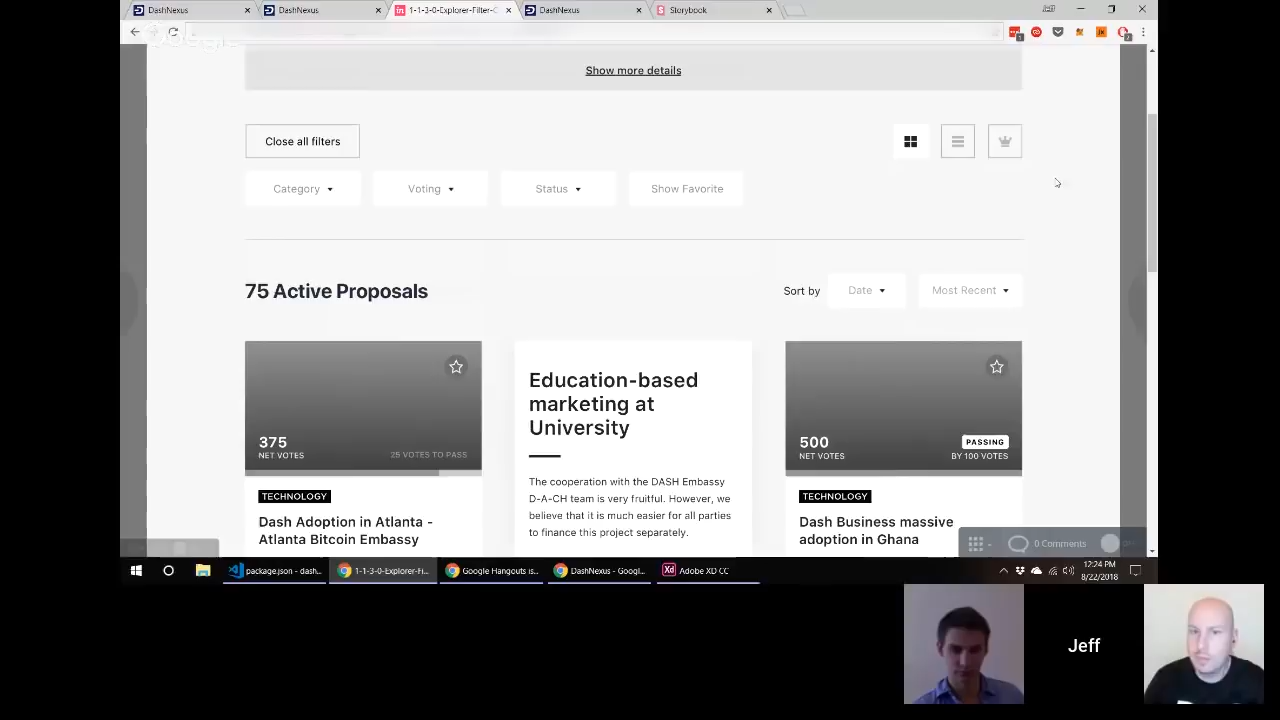 DashNexus
DashNexus
1-1-3-0-Explorer-Filter-C
DashNexus
Storybook
Show more details
Close all filters
Category
Voting
Status
Show Favorite
75 Active Proposals
Sort by
Date
Most Recent
375
NET VOTES
25 VOTES TO PASS
TECHNOLOGY
Dash Adoption in Atlanta -
Atlanta Bitcoin Embassy
Education-based
marketing at
University
The cooperation with the DASH Embassy
D-A-CH team is very fruitful. However, we
believe that it is much easier for all parties
to finance this project separately.
500
NET VOTES
PASSING
BY 100 VOTES
TECHNOLOGY
Dash Business massive
adoption in Ghana
0 Comments
package.json - dash...
1-1-3-0-Explorer-Fi...
Google Hangouts is...
DashNexus - Googl...
Adobe XD CC
12:24 PM
8/22/2018
Jeff